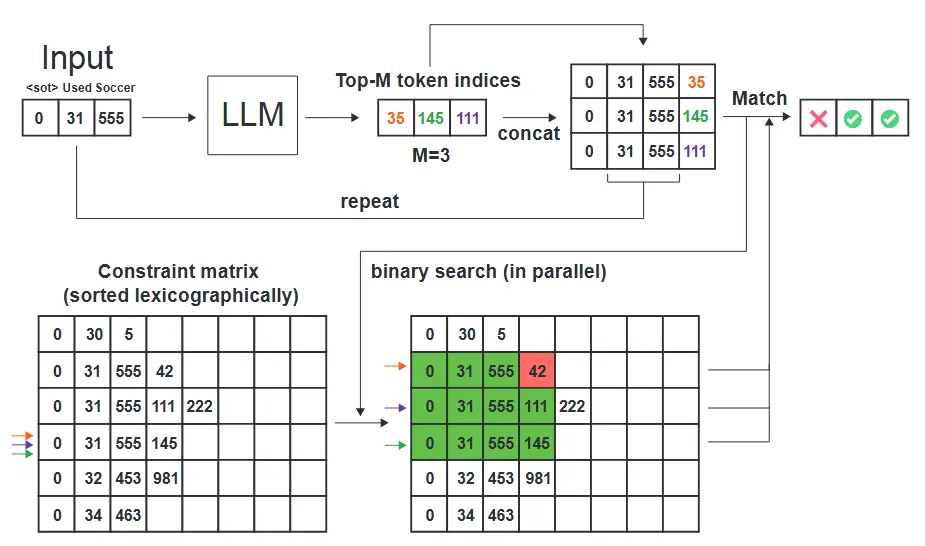 Input
<sot> Used Soccer
0 31 555
LLM
Top-M token indices
35 145 111
M=3
concat
0 31 555 35
0 31 555 145
0 31 555 111
Match
repeat
Constraint matrix
(sorted lexicographically)
0 30 5
0 31 555 42
0 31 555 111 222
0 31 555 145
0 32 453 981
0 34 463
binary search (in parallel)
0 30 5
0 31 555 42
0 31 555 111 222
0 31 555 145
0 32 453 981
0 34 463